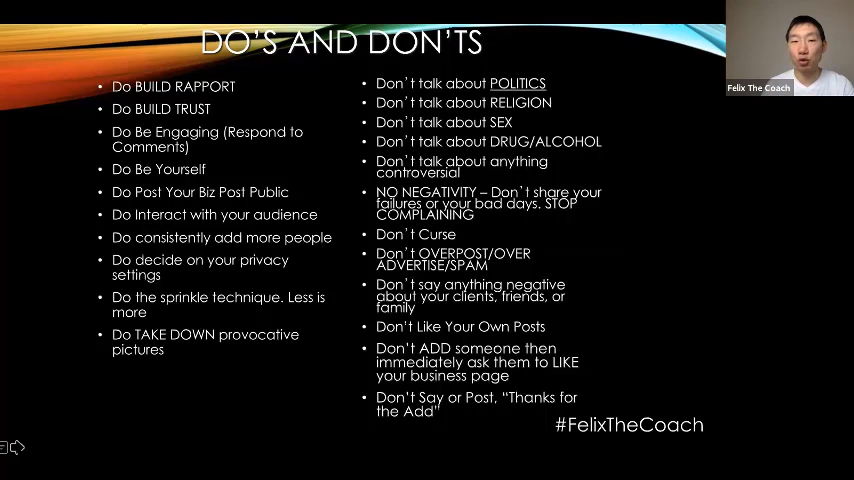 DO'S AND DON'TS
Do BUILD RAPPORT
Do BUILD TRUST
Do Be Engaging (Respond to
Comments)
Do Be Yourself
Do Post Your Biz Post Public
Do Interact with your audience
Do consistently add more people
Do decide on your privacy
settings
Do the sprinkle technique. Less is
more
Do TAKE DOWN provocative
pictures
Don't talk about POLITICS
Don't talk about RELIGION
Don't talk about SEX
Don't talk about DRUG/ALCOHOL
Don't talk about anything
controversial
NO NEGATIVITY – Don't share your
failures or your bad days. STOP
COMPLAINING
Don't Curse
Don't OVERPOST/OVER
ADVERTISE/SPAM
Don't say anything negative
about your clients, friends, or
family
Don't Like Your Own Posts
Don't ADD someone then
immediately ask them to LIKE
your business page
Don't Say or Post, "Thanks for
the Add"
#FelixTheCoach
Felix The Coach